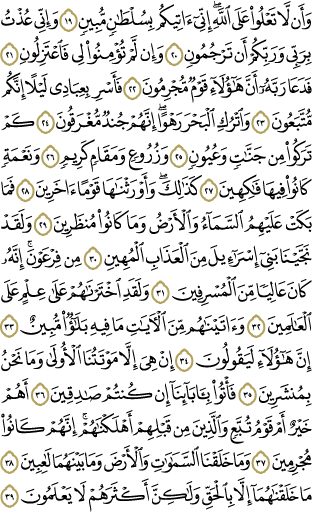 وَأَن لَّا تَعْلُوا۟ عَلَى ٱللَّهِ ۖ إِنِّىٓ ءَاتِيكُم بِسُلْطَـٰنٍ مُّبِينٍ ١٩ وَإِنِّى عُذْتُ
بِرَبِّى وَرَبِّكُمْ أَن تَرْجُمُونِ ٢٠ وَإِن لَّمْ تُؤْمِنُوا۟ لِى فَٱعْتَزِلُونِ ٢١
فَدَعَا رَبَّهُۥٓ أَنَّ هَـٰٓؤُلَآءِ قَوْمٌ مُّجْرِمُونَ ٢٢ فَأَسْرِ بِعِبَادِى لَيْلًا إِنَّكُم
مُّتَّبَعُونَ ٢٣ وَٱتْرُكِ ٱلْبَحْرَ رَهْوًا ۖ إِنَّهُمْ جُندٌ مُّغْرَقُونَ ٢٤ كَمْ
تَرَكُوا۟ مِن جَنَّـٰتٍ وَعُيُونٍ ٢٥ وَزُرُوعٍ وَمَقَامٍ كَرِيمٍ ٢٦ وَنَعْمَةٍ
كَانُوا۟ فِيهَا فَـٰكِهِينَ ٢٧ كَذَٰلِكَ ۖ وَأَوْرَثْنَـٰهَا قَوْمًا ءَاخَرِينَ ٢٨ فَمَا
بَكَتْ عَلَيْهِمُ ٱلسَّمَآءُ وَٱلْأَرْضُ وَمَا كَانُوا۟ مُنظَرِينَ ٢٩ وَلَقَدْ
نَجَّيْنَا بَنِىٓ إِسْرَٰٓءِيلَ مِنَ ٱلْعَذَابِ ٱلْمُهِينِ ٣٠ مِن فِرْعَوْنَ ۚ إِنَّهُۥ
كَانَ عَالِيًا مِّنَ ٱلْمُسْرِفِينَ ٣١ وَلَقَدِ ٱخْتَرْنَـٰهُمْ عَلَىٰ عِلْمٍ عَلَى
ٱلْعَـٰلَمِينَ ٣٢ وَءَاتَيْنَـٰهُم مِّنَ ٱلْـَٔايَـٰتِ مَا فِيهِ بَلَـٰٓؤٌا۟ مُّبِينٌ ٣٣
إِنَّ هَـٰٓؤُلَآءِ لَيَقُولُونَ ٣٤ إِنْ هِىَ إِلَّا مَوْتَتُنَا ٱلْأُولَىٰ وَمَا نَحْنُ
بِمُنشَرِينَ ٣٥ فَأْتُوا۟ بِـَٔابَآئِنَآ إِن كُنتُمْ صَـٰدِقِينَ ٣٦ أَهُمْ
خَيْرٌ أَمْ قَوْمُ تُبَّعٍ وَٱلَّذِينَ مِن قَبْلِهِمْ ۚ أَهْلَكْنَـٰهُمْ ۖ إِنَّهُمْ كَانُوا۟
مُجْرِمِينَ ٣٧ وَمَا خَلَقْنَا ٱلسَّمَـٰوَٰتِ وَٱلْأَرْضَ وَمَا بَيْنَهُمَا لَـٰعِبِينَ ٣٨
مَا خَلَقْنَـٰهُمَآ إِلَّا بِٱلْحَقِّ وَلَـٰكِنَّ أَكْثَرَهُمْ لَا يَعْلَمُونَ ٣٩